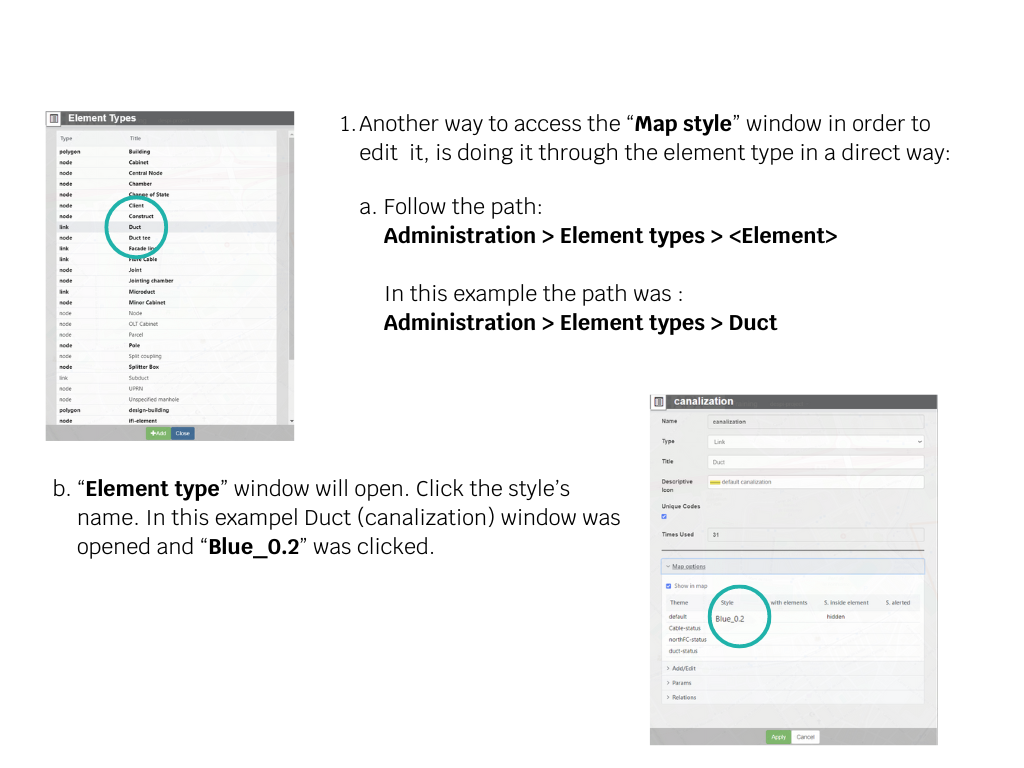 Element Types
Type Title
polygon Building
node Cabinet
node Central Node
node Chamber
node Change of State
node Client
node Construct
link Duct
node Duct tee
link Facade line
link Fibre Cable
node Joint
node Jointing chamber
link Microduct
node Minor Cabinet
node Node
node OLT Cabinet
node Parcel
node Pole
node Split coupling
node Splitter Box
link Subduct
node UPRN
node Unspecified manhole
polygon design-building
node ifi-element
+Add Close
1. Another way to access the “Map style” window in order to
edit it, is doing it through the element type in a direct way:
a. Follow the path:
Administration > Element types > <Element>
In this example the path was :
Administration > Element types > Duct
b. “Element type” window will open. Click the style’s
name. In this exampel Duct (canalization) window was
opened and “Blue_0.2” was clicked.
canalization
Name canalization
Type Link
Title Duct
Descriptive
Icon
default canalization
Unique Codes
Times Used 31
Map options
Show in map
Theme Style with elements S. inside element S. alerted
default Blue_0.2 hidden
Cable-status
northFC-status
duct-status
> Add/Edit
> Params
> Relations
Apply Cancel